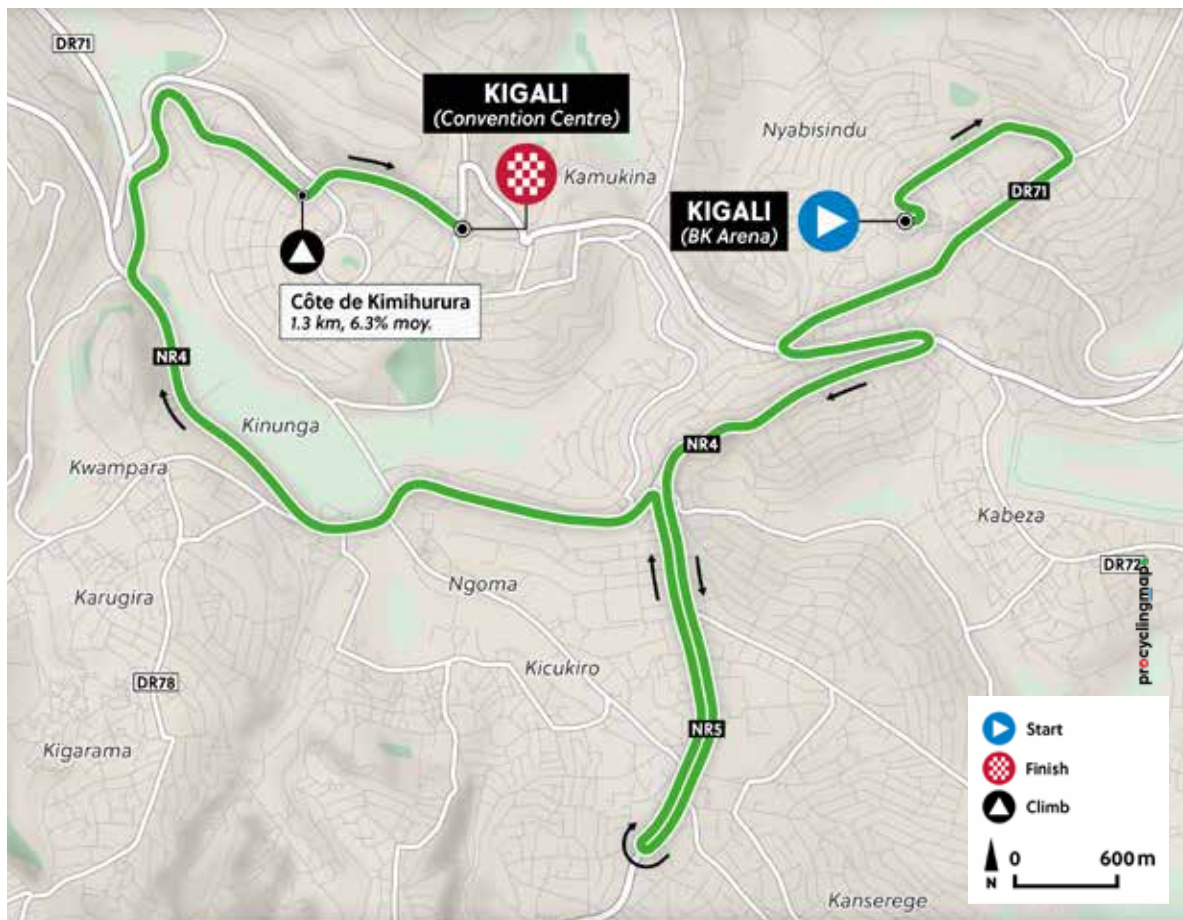 DR71
KIGALI
(Convention Centre)
Nyabisindu
Kamukina
DR71
KIGALI
(BK Arena)
Côte de Kimihurura
1.3 km, 6.3% moy.
NR4
Kinunga
NR4
Kwampara
Kabeza
DR72
Ngoma
Karugira
Kicukiro
procyclingmap
DR78
NR5
Kigarama
Start
Finish
Climb
N
0 600 m
Kanserege